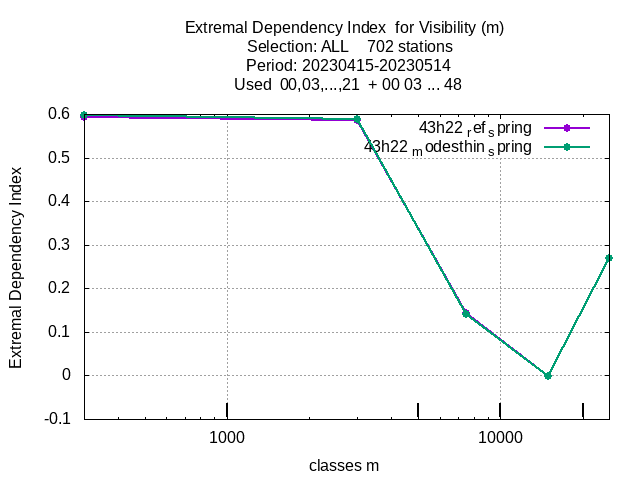 Extremal Dependency Index  for Visibility (m)
Selection: ALL    702 stations
Period: 20230415-20230514
Used  00,03,...,21  + 00 03 ... 48
0.6
0.5
0.4
0.3
0.2
0.1
0
-0.1
Extremal Dependency Index
43h22 ref spring
43h22 modesthin spring
1000
10000
classes m